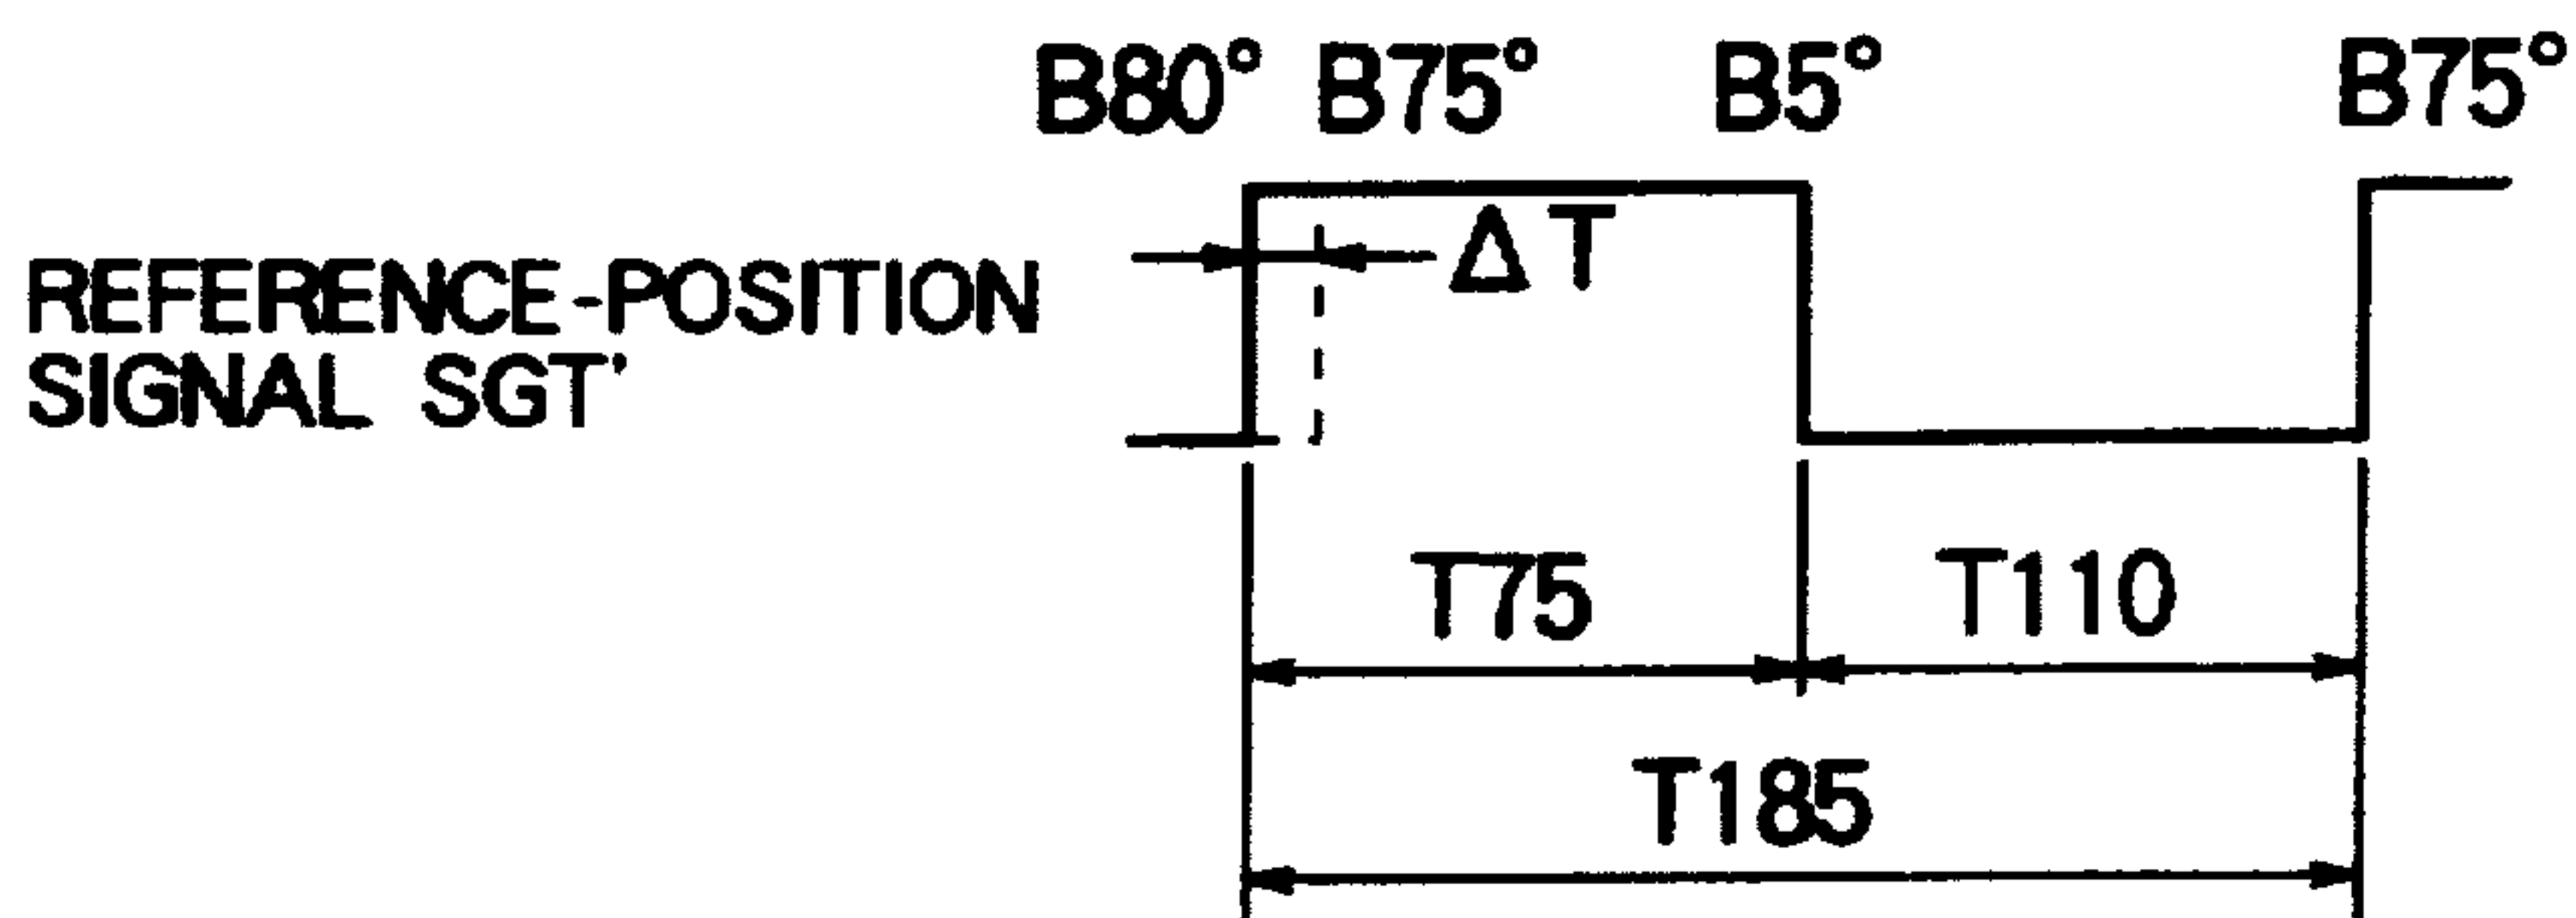 B80° B75° B5° B75°
ΔT
REFERENCE-POSITION
SIGNAL SGT'
T75 T110
T185